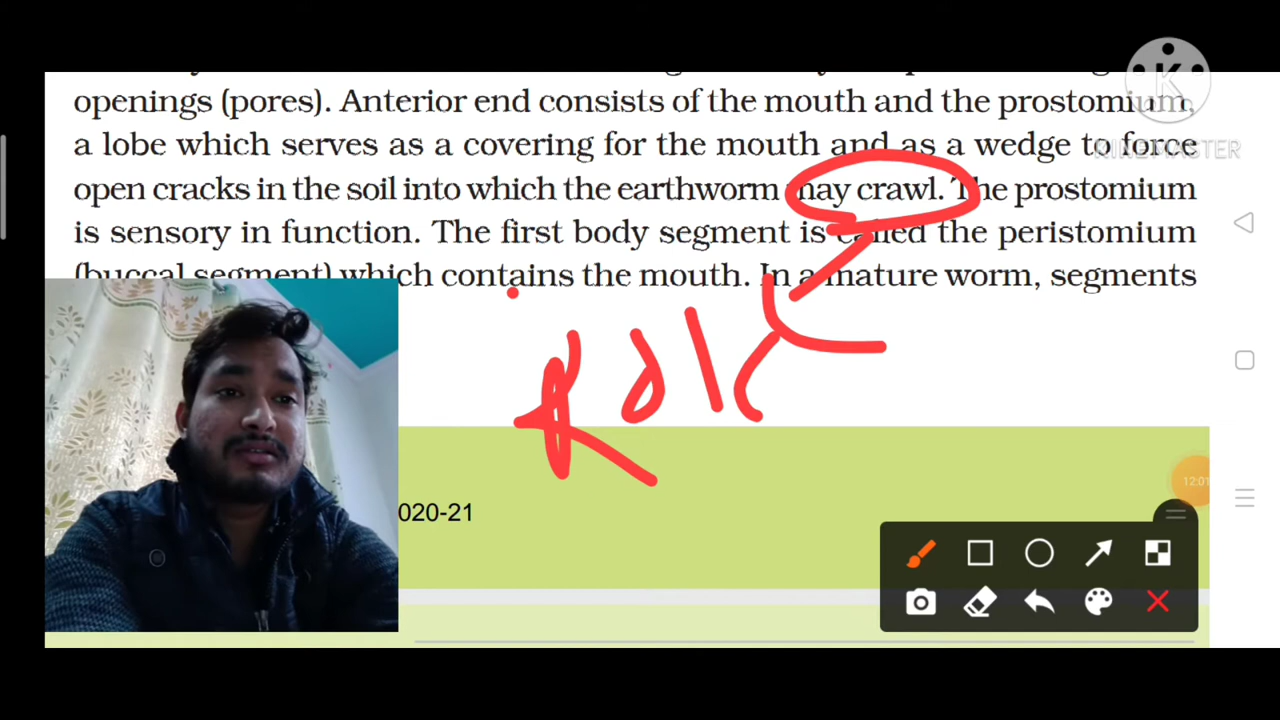 openings (pores). Anterior end consists of the mouth and the prostomium,
a lobe which serves as a covering for the mouth and as a wedge to force
open cracks in the soil into which the earthworm may crawl. The prostomium
is sensory in function. The first body segment is called the peristomium
(buccal segment) which contains the mouth. In a mature worm, segments
020-21
12:01
KINEMASTER